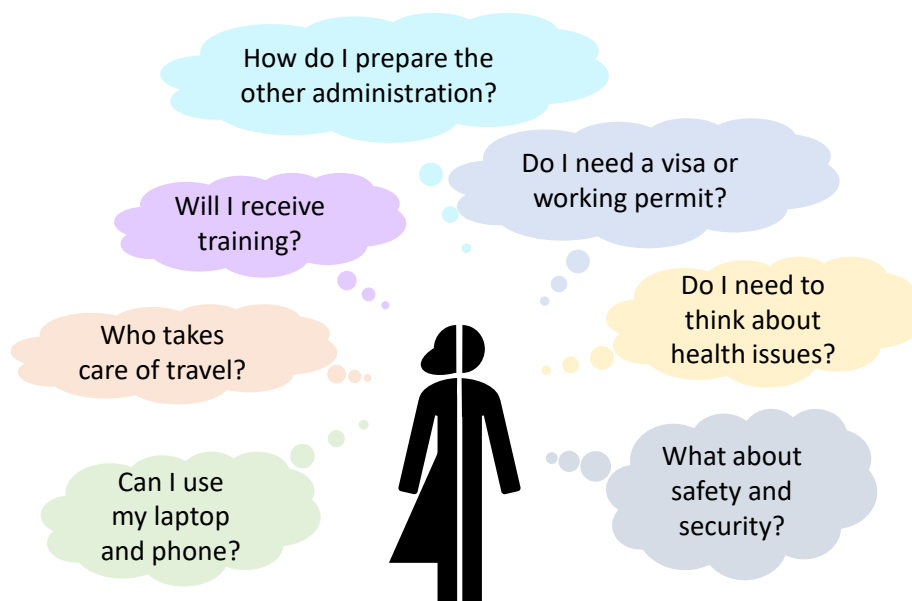 How do I prepare the
other administration?
Do I need a visa or
working permit?
Will I receive
training?
Do I need to
think about
health issues?
Who takes
care of travel?
What about
safety and
security?
Can I use
my laptop
and phone?